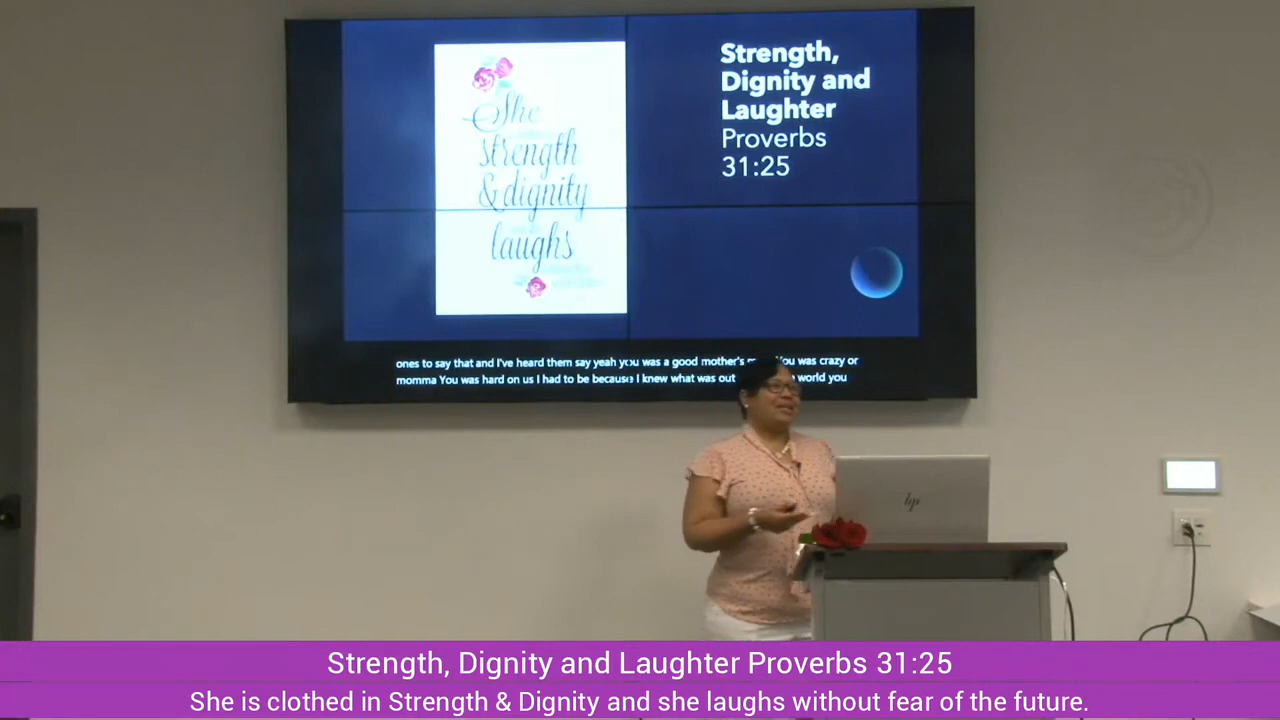 She
strength
& dignity
laughs
Strength,
Dignity and
Laughter
Proverbs
31:25
ones to say that and I've heard them say yeah you was a good mother's You was crazy or
momma You was hard on us I had to be because I knew what was out world you
hp
Strength, Dignity and Laughter Proverbs 31:25
She is clothed in Strength & Dignity and she laughs without fear of the future.